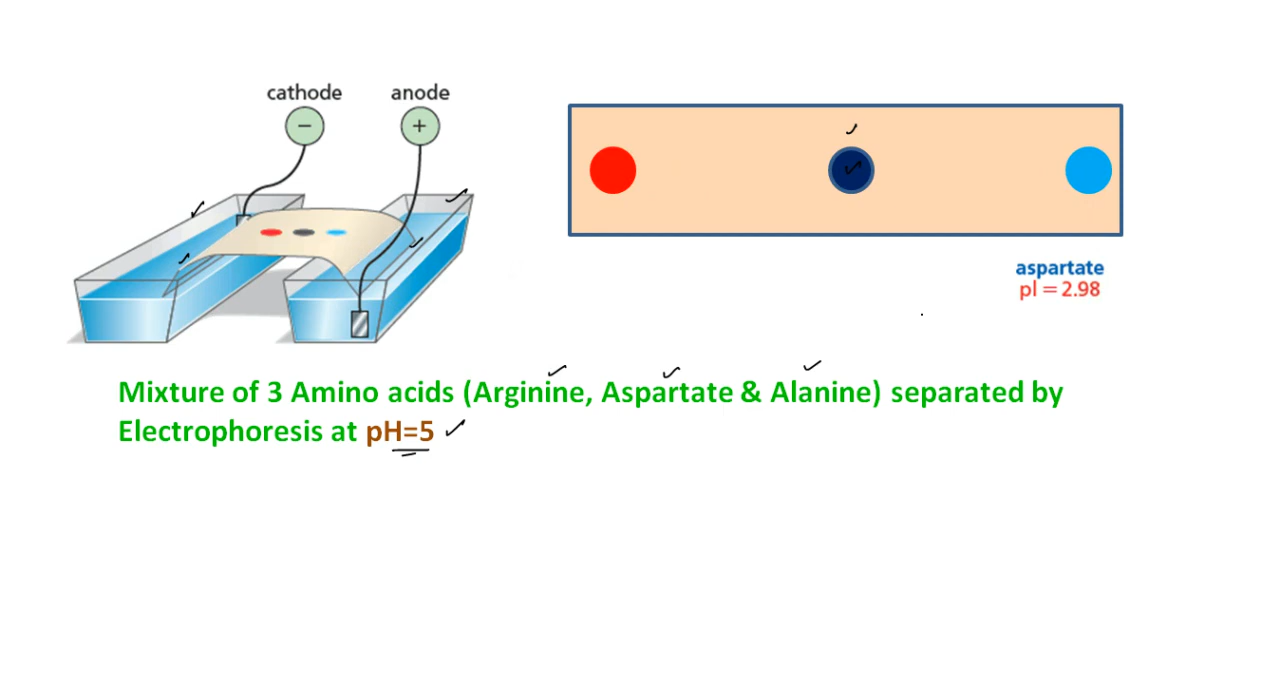 cathode anode
−
+
aspartate
pI = 2.98
Mixture of 3 Amino acids (Arginine, Aspartate & Alanine) separated by
Electrophoresis at pH=5